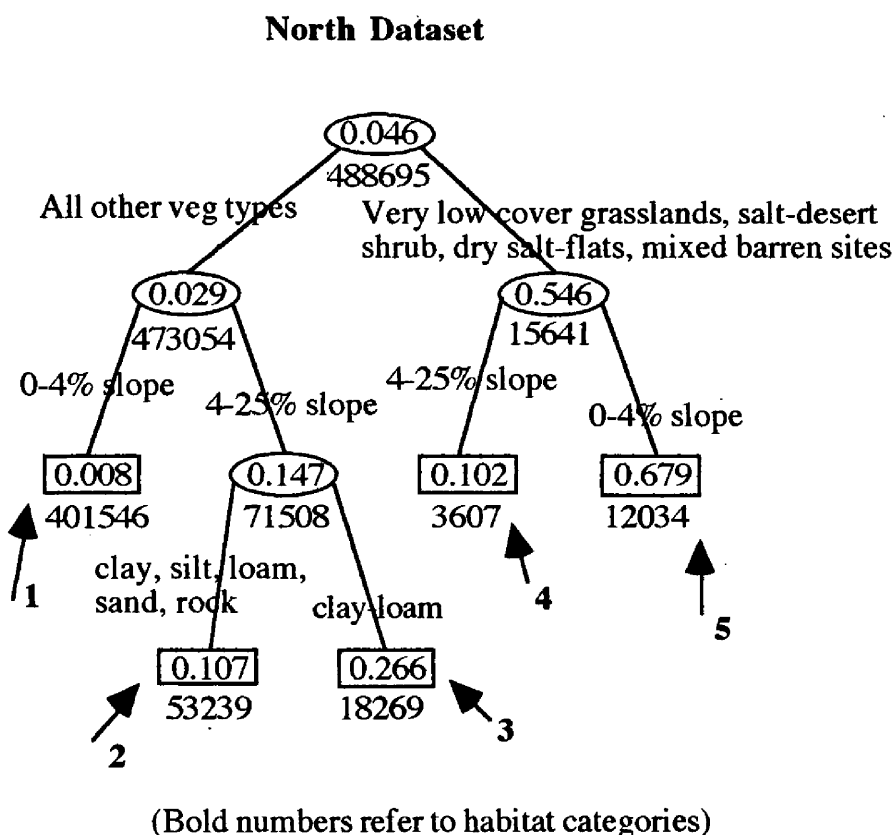 North Dataset
0.046
488695
All other veg types
Very low cover grasslands, salt-desert
shrub, dry salt-flats, mixed barren sites
0.029
473054
0.546
15641
0-4% slope
4-25% slope
4-25% slope
0-4% slope
0.008
401546
0.147
71508
0.102
3607
0.679
12034
1
clay, silt, loam,
sand, rock
clay-loam
4
5
0.107
53239
0.266
18269
2
3
(Bold numbers refer to habitat categories)